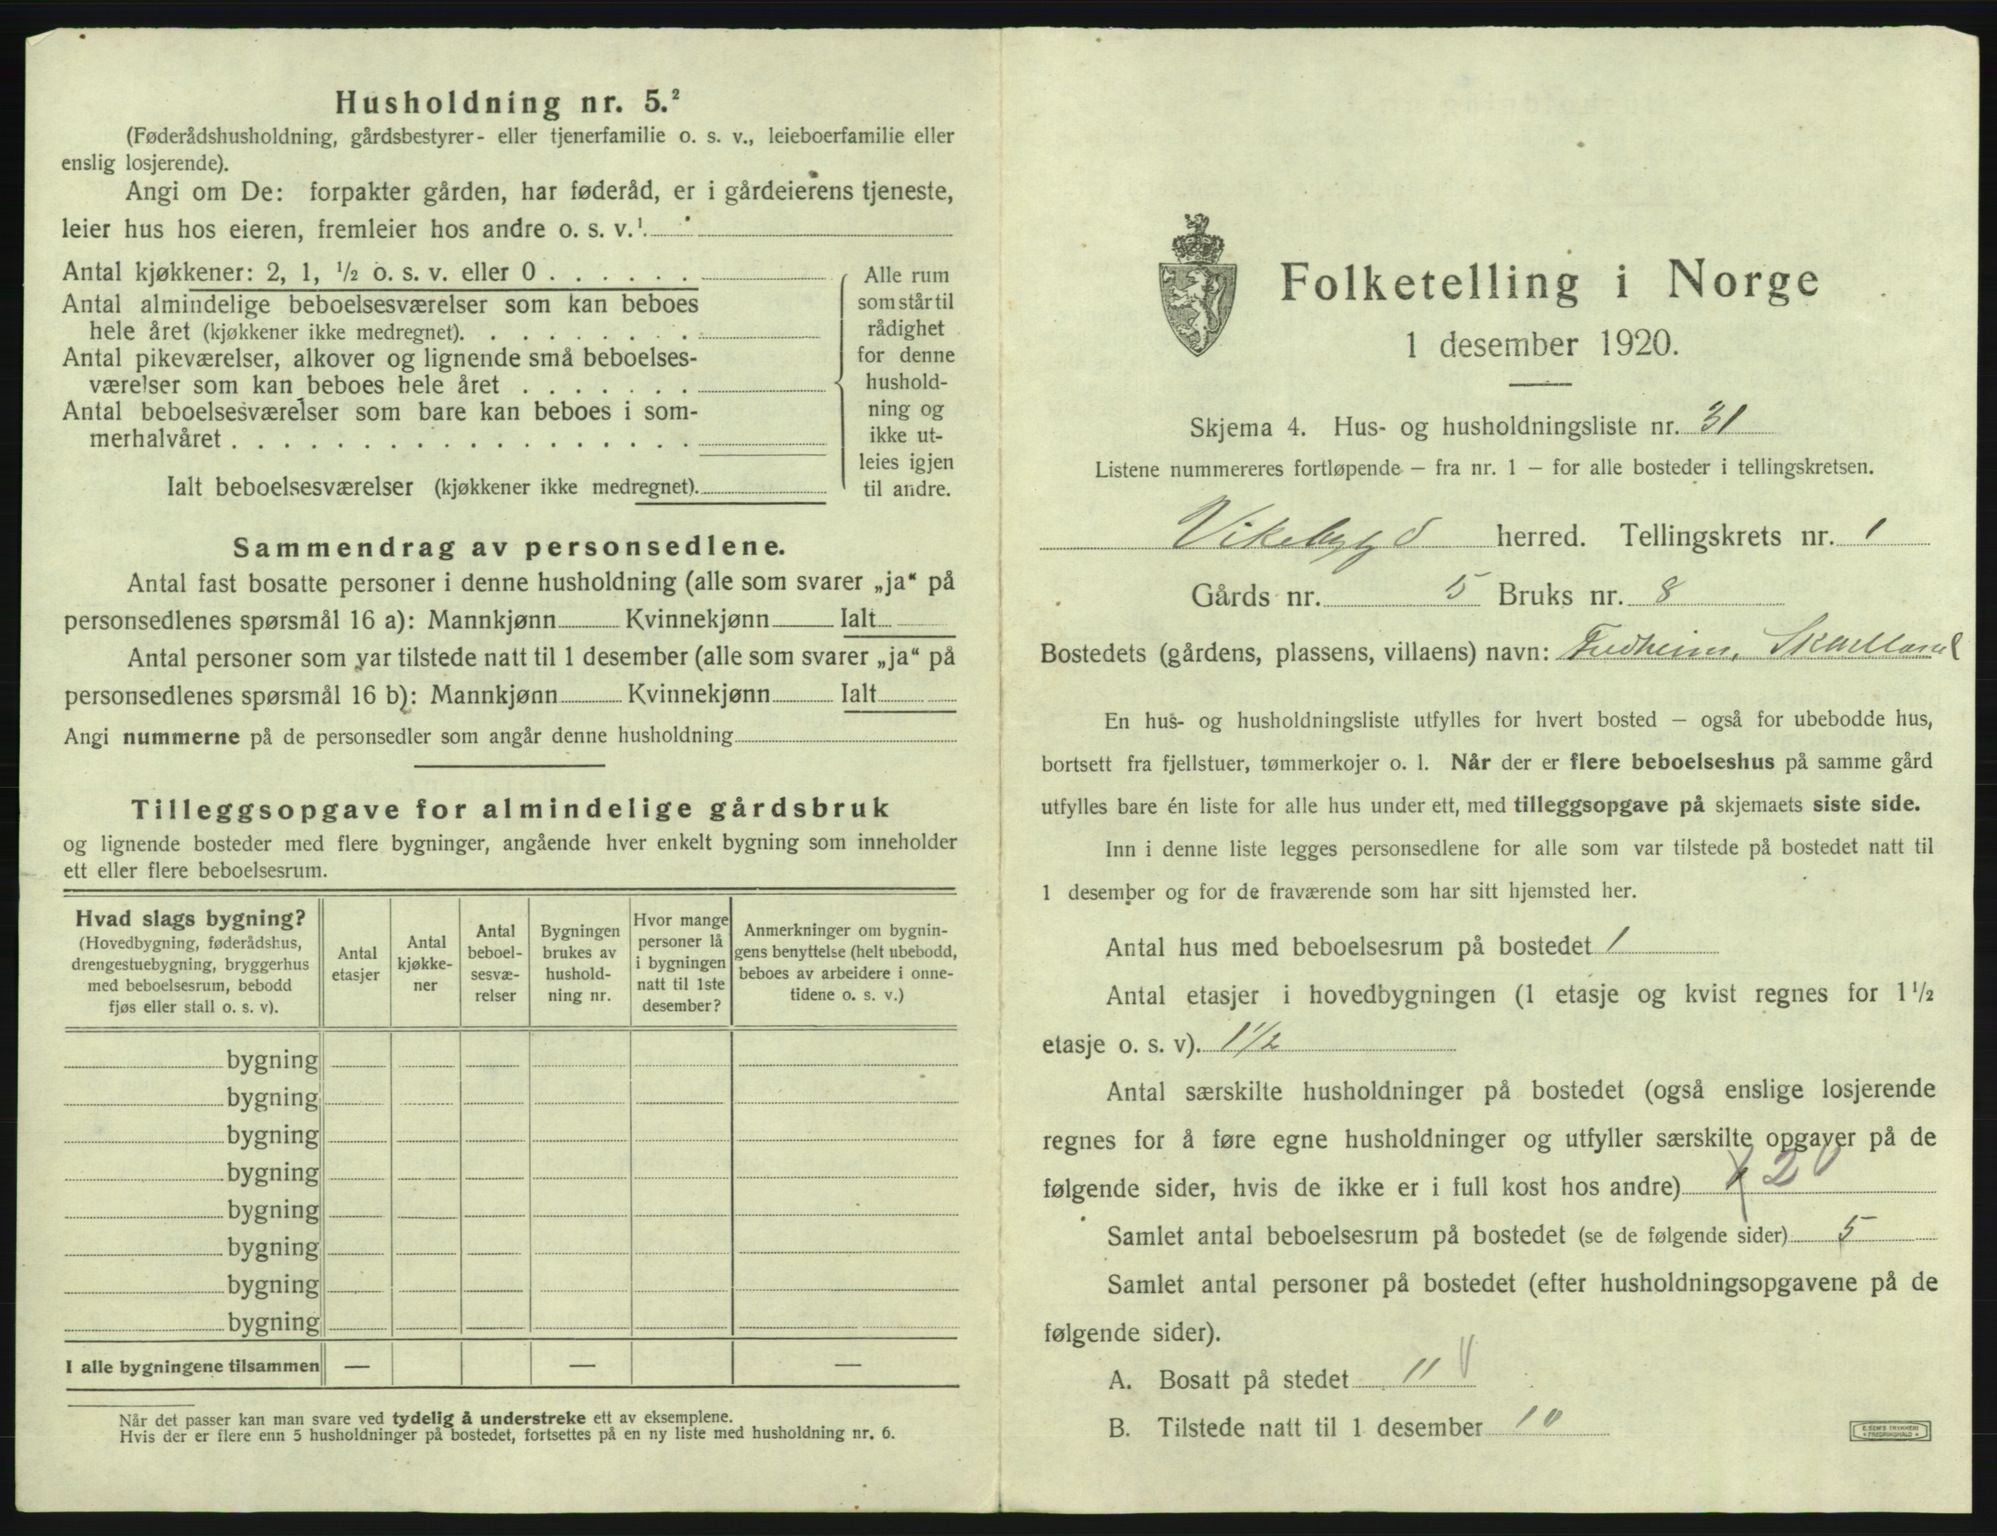 Husholdning nr. 5.²
(Føderådshusholdning, gårdsbestyrer- eller tjenerfamilie o. s. v., leieboerfamilie eller
enslig losjerende).
Angi om De: forpakter gården, har føderåd, er i gårdeierens tjeneste,
leier hus hos eieren, fremleier hos andre o. s. v.¹
Antal kjøkkener: 2, 1, ½ o. s. v. eller 0 . . . . . .
Antal almindelige beboelsesværelser som kan beboes
hele året (kjøkkener ikke medregnet). . . . . . . . .
Antal pikeværelser, alkover og lignende små beboelses-
værelser som kan beboes hele året . . . . . . .
Antal beboelsesværelser som bare kan beboes i som-
merhalvåret . . . . . . . . . . . . . . . . . .
Ialt beboelsesværelser (kjøkkener ikke medregnet).
Alle rum
som står til
rådighet
for denne
hushold-
ning og
ikke ut-
leies igjen
til andre.
Sammendrag av personsedlene.
Antal fast bosatte personer i denne husholdning (alle som svarer „ja“ på
personsedlenes spørsmål 16 a): Mannkjønn Kvinnekjønn Ialt
Antal personer som var tilstede natt til 1 desember (alle som svarer „ja“ på
personsedlenes spørsmål 16 b): Mannkjønn Kvinnekjønn Ialt
Angi nummerne på de personsedler som angår denne husholdning
Tilleggsopgave for almindelige gårdsbruk
og lignende bosteder med flere bygninger, angående hver enkelt bygning som inneholder
ett eller flere beboelsesrum.
Hvad slags bygning?
(Hovedbygning, føderådshus,
drengestuebygning, bryggerhus
med beboelsesrum, bebodd
fjøs eller stall o. s. v).
Antal
etasjer
Antal
kjøkke-
ner
Antal
beboel-
sesvæ-
relser
Bygningen
brukes av
hushold-
ning nr.
Hvor mange
personer lå
i bygningen
natt til 1ste
desember?
Anmerkninger om bygnin-
gens benyttelse (helt ubebodd,
beboes av arbeidere i onne-
tidene o. s. v.)
bygning
bygning
bygning
bygning
bygning
bygning
bygning
bygning
I alle bygningene tilsammen — — —
Når det passer kan man svare ved tydelig å understreke ett av eksemplene.
Hvis der er flere enn 5 husholdninger på bostedet, fortsettes på en ny liste med husholdning nr. 6.
Folketelling i Norge
1 desember 1920.
Skjema 4. Hus- og husholdningsliste nr. 31
Listene nummereres fortløpende – fra nr. 1 – for alle bosteder i tellingskretsen.
Vikebygd herred. Tellingskrets nr. 1
Gårds nr. 5 Bruks nr. 8
Bostedets (gårdens, plassens, villaens) navn: Fredheim, Skaelland
En hus- og husholdningsliste utfylles for hvert bosted – også for ubebodde hus,
bortsett fra fjellstuer, tømmerkojer o. l. Når der er flere beboelseshus på samme gård
utfylles bare én liste for alle hus under ett, med tilleggsopgave på skjemaets siste side.
Inn i denne liste legges personsedlene for alle som var tilstede på bostedet natt til
1 desember og for de fraværende som har sitt hjemsted her.
Antal hus med beboelsesrum på bostedet 1
Antal etasjer i hovedbygningen (1 etasje og kvist regnes for 1½
etasje o. s. v). 1½
Antal særskilte husholdninger på bostedet (også enslige losjerende
regnes for å føre egne husholdninger og utfyller særskilte opgaver på de
følgende sider, hvis de ikke er i full kost hos andre) 1 2
Samlet antal beboelsesrum på bostedet (se de følgende sider) 5
Samlet antal personer på bostedet (efter husholdningsopgavene på de
følgende sider).
A. Bosatt på stedet 11
B. Tilstede natt til 1 desember 10